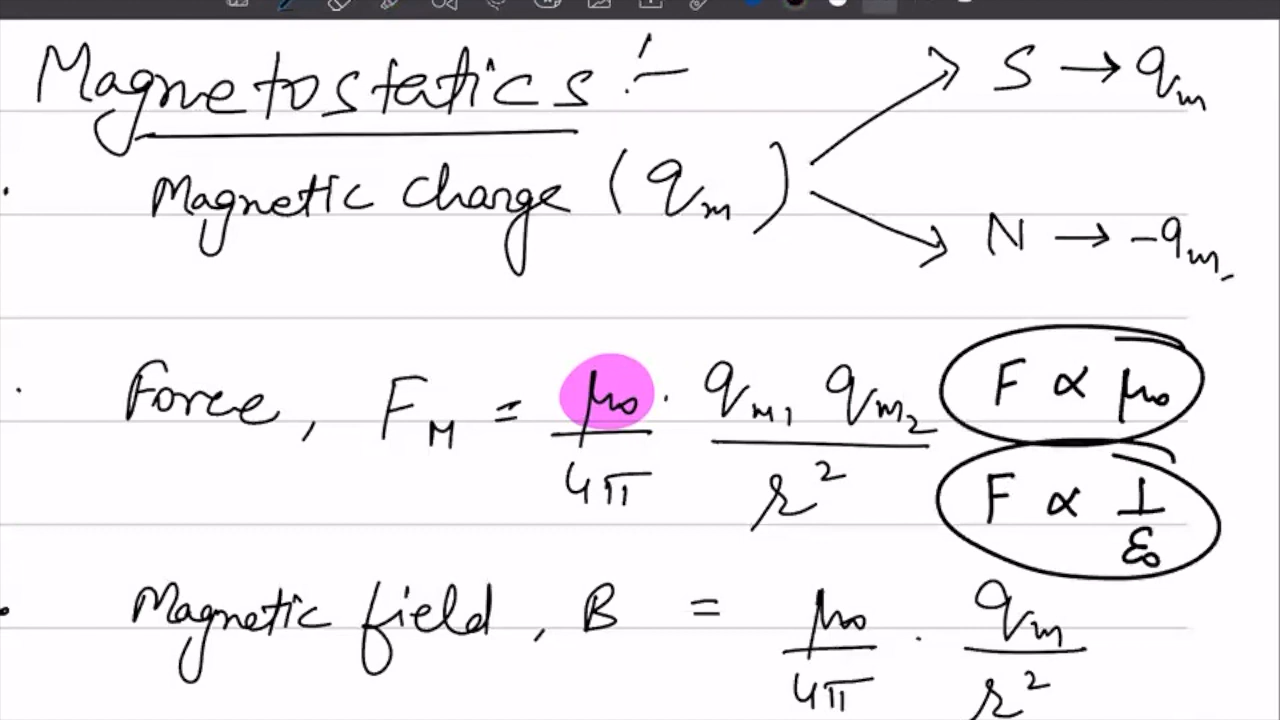 Magnetostatics :-
S → qm
Magnetic Charge (qm)
N → -qm
Force, FM = μ0/4π · qm1 qm2/r²
F ∝ μ0
F ∝ 1/ε0
Magnetic field, B = μ0/4π · qm/r²